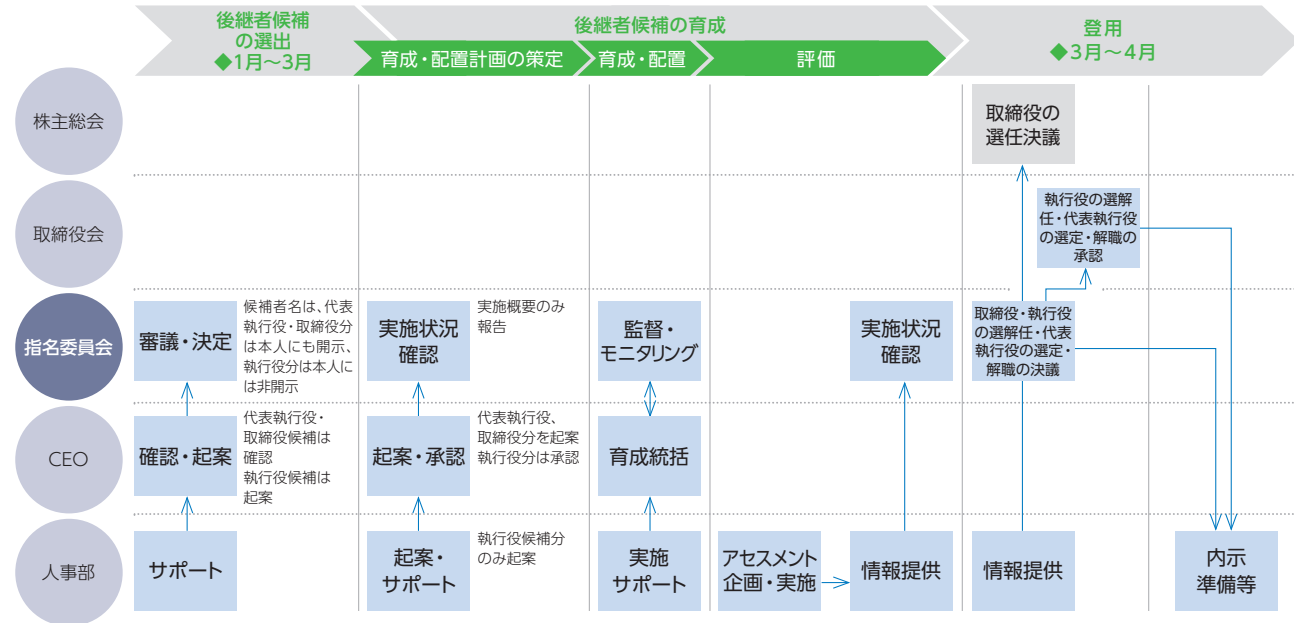 後継者候補
の選出
◆1月～3月
後継者候補の育成
育成・配置計画の策定
育成・配置
評価
登用
◆3月～4月
株主総会
取締役の
選任決議
取締役会
執行役の選解
任・代表執行役
の選定・解職の
承認
指名委員会
審議・決定
候補者名は、代表
執行役・取締役分
は本人にも開示、
執行役分は本人に
は非開示
実施状況
確認
実施概要のみ
報告
監督・
モニタリング
実施状況
確認
取締役・執行役
の選解任・代表
執行役の選定・
解職の決議
CEO
確認・起案
代表執行役・
取締役候補は
確認
執行役候補は
起案
起案・承認
代表執行役、
取締役分を起案
執行役分は承認
育成統括
人事部
サポート
起案・
サポート
執行役候補分
のみ起案
実施
サポート
アセスメント
企画・実施
情報提供
情報提供
内示
準備等